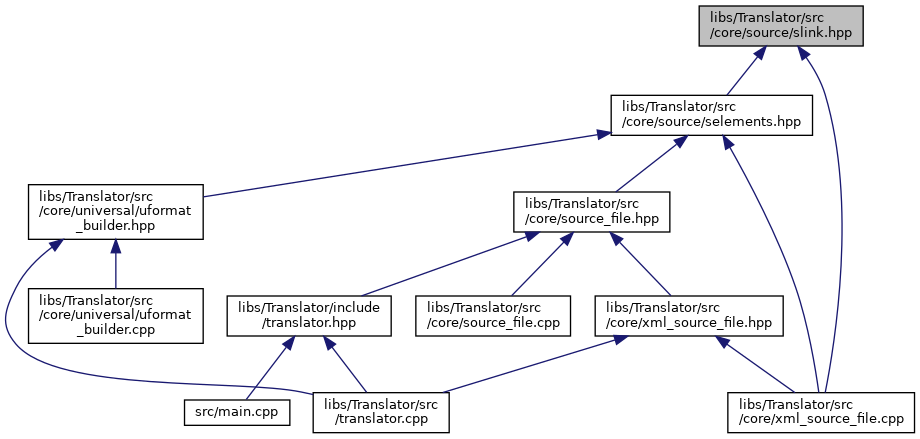 libs/Translator/src
/core/source/slink.hpp
libs/Translator/src
/core/source/selements.hpp
libs/Translator/src
/core/universal/uformat
_builder.hpp
libs/Translator/src
/core/source_file.hpp
libs/Translator/src
/core/universal/uformat
_builder.cpp
libs/Translator/include
/translator.hpp
libs/Translator/src
/core/source_file.cpp
libs/Translator/src
/core/xml_source_file.hpp
src/main.cpp
libs/Translator/src
/translator.cpp
libs/Translator/src
/core/xml_source_file.cpp